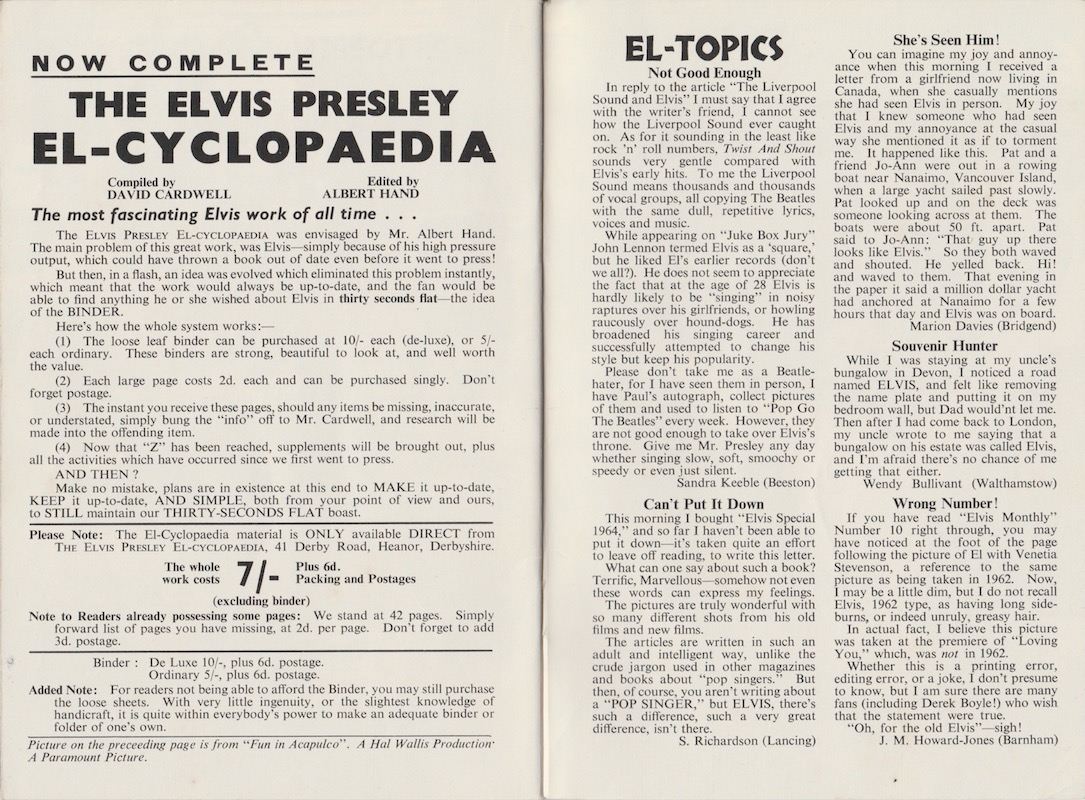 NOW COMPLETE
THE ELVIS PRESLEY
EL-CYCLOPAEDIA
Compiled by
DAVID CARDWELL
Edited by
ALBERT HAND
The most fascinating Elvis work of all time . . .
The ELVIS PRESLEY EL-CYCLOPAEDIA was envisaged by Mr. Albert Hand.
The main problem of this great work, was Elvis—simply because of his high pressure
output, which could have thrown a book out of date even before it went to press!
But then, in a flash, an idea was evolved which eliminated this problem instantly,
which meant that the work would always be up-to-date, and the fan would be
able to find anything he or she wished about Elvis in thirty seconds flat—the idea
of the BINDER.
Here's how the whole system works:—
(1) The loose leaf binder can be purchased at 10/- each (de-luxe), or 5/-
each ordinary. These binders are strong, beautiful to look at, and well worth
the value.
(2) Each large page costs 2d. each and can be purchased singly. Don't
forget postage.
(3) The instant you receive these pages, should any items be missing, inaccurate,
or understated, simply bung the "info" off to Mr. Cardwell, and research will be
made into the offending item.
(4) Now that "Z" has been reached, supplements will be brought out, plus
all the activities which have occurred since we first went to press.
AND THEN ?
Make no mistake, plans are in existence at this end to MAKE it up-to-date,
KEEP it up-to-date, AND SIMPLE, both from your point of view and ours,
to STILL maintain our THIRTY-SECONDS FLAT boast.
Please Note: The El-Cyclopaedia material is ONLY available DIRECT from
THE ELVIS PRESLEY EL-CYCLOPAEDIA, 41 Derby Road, Heanor, Derbyshire.
The whole
work costs
7/-
Plus 6d.
Packing and Postages
(excluding binder)
Note to Readers already possessing some pages: We stand at 42 pages. Simply
forward list of pages you have missing, at 2d. per page. Don't forget to add
3d. postage.
Binder : De Luxe 10/-, plus 6d. postage.
Ordinary 5/-, plus 6d. postage.
Added Note: For readers not being able to afford the Binder, you may still purchase
the loose sheets. With very little ingenuity, or the slightest knowledge of
handicraft, it is quite within everybody's power to make an adequate binder or
folder of one's own.
Picture on the preceeding page is from "Fun in Acapulco". A Hal Wallis Production·
A Paramount Picture.
EL-TOPICS
Not Good Enough
In reply to the article "The Liverpool
Sound and Elvis" I must say that I agree
with the writer's friend, I cannot see
how the Liverpool Sound ever caught
on. As for it sounding in the least like
rock 'n' roll numbers, Twist And Shout
sounds very gentle compared with
Elvis's early hits. To me the Liverpool
Sound means thousands and thousands
of vocal groups, all copying The Beatles
with the same dull, repetitive lyrics,
voices and music.
While appearing on "Juke Box Jury"
John Lennon termed Elvis as a 'square,'
but he liked El's earlier records (don't
we all?). He does not seem to appreciate
the fact that at the age of 28 Elvis is
hardly likely to be "singing" in noisy
raptures over his girlfriends, or howling
raucously over hound-dogs. He has
broadened his singing career and
successfully attempted to change his
style but keep his popularity.
Please don't take me as a Beatle-
hater, for I have seen them in person, I
have Paul's autograph, collect pictures
of them and used to listen to "Pop Go
The Beatles" every week. However, they
are not good enough to take over Elvis's
throne. Give me Mr. Presley any day
whether singing slow, soft, smoochy or
speedy or even just silent.
Sandra Keeble (Beeston)
Can't Put It Down
This morning I bought "Elvis Special
1964," and so far I haven't been able to
put it down—it's taken quite an effort
to leave off reading, to write this letter.
What can one say about such a book?
Terrific, Marvellous—somehow not even
these words can express my feelings.
The pictures are truly wonderful with
so many different shots from his old
films and new films.
The articles are written in such an
adult and intelligent way, unlike the
crude jargon used in other magazines
and books about "pop singers." But
then, of course, you aren't writing about
a "POP SINGER," but ELVIS, there's
such a difference, such a very great
difference, isn't there.
S. Richardson (Lancing)
She's Seen Him!
You can imagine my joy and annoy-
ance when this morning I received a
letter from a girlfriend now living in
Canada, when she casually mentions
she had seen Elvis in person. My joy
that I knew someone who had seen
Elvis and my annoyance at the casual
way she mentioned it as if to torment
me. It happened like this. Pat and a
friend Jo-Ann were out in a rowing
boat near Nanaimo, Vancouver Island,
when a large yacht sailed past slowly.
Pat looked up and on the deck was
someone looking across at them. The
boats were about 50 ft. apart. Pat
said to Jo-Ann: "That guy up there
looks like Elvis." So they both waved
and shouted. He yelled back. Hi!
and waved to them. That evening in
the paper it said a million dollar yacht
had anchored at Nanaimo for a few
hours that day and Elvis was on board.
Marion Davies (Bridgend)
Souvenir Hunter
While I was staying at my uncle's
bungalow in Devon, I noticed a road
named ELVIS, and felt like removing
the name plate and putting it on my
bedroom wall, but Dad would'nt let me.
Then after I had come back to London,
my uncle wrote to me saying that a
bungalow on his estate was called Elvis,
and I'm afraid there's no chance of me
getting that either.
Wendy Bullivant (Walthamstow)
Wrong Number!
If you have read "Elvis Monthly"
Number 10 right through, you may
have noticed at the foot of the page
following the picture of El with Venetia
Stevenson, a reference to the same
picture as being taken in 1962. Now,
I may be a little dim, but I do not recall
Elvis, 1962 type, as having long side-
burns, or indeed unruly, greasy hair.
In actual fact, I believe this picture
was taken at the premiere of "Loving
You," which, was not in 1962.
Whether this is a printing error,
editing error, or a joke, I don't presume
to know, but I am sure there are many
fans (including Derek Boyle!) who wish
that the statement were true.
"Oh, for the old Elvis"—sigh!
J. M. Howard-Jones (Barnham)